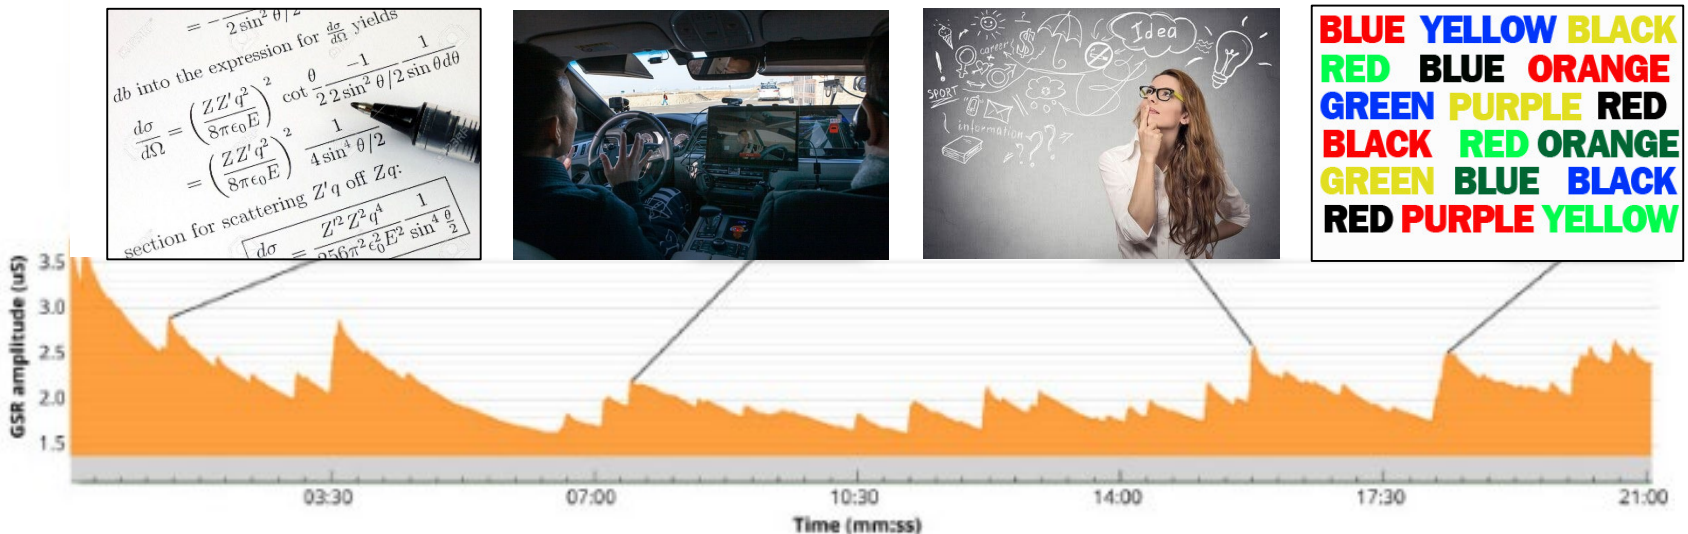 = − 2 sin² θ/2
db into the expression for dσ/dΩ yields
dσ/dΩ = (Z Z′ q²/8πϵ₀E)² cot θ/2 −1/2 sin² θ/2 1/sin θdθ
= (Z Z′ q²/8πϵ₀E)² 1/4 sin⁴ θ/2
section for scattering Z′q off Zq:
dσ = Z′² Z² q⁴/256π² ϵ₀² E² 1/sin⁴ θ/2
Idea
career
SPORT
information
???
BLUE YELLOW BLACK
RED BLUE ORANGE
GREEN PURPLE RED
BLACK RED ORANGE
GREEN BLUE BLACK
RED PURPLE YELLOW
GSR amplitude (uS)
3.5
3.0
2.5
2.0
1.5
03:30 07:00 10:30 14:00 17:30 21:00
Time (mm:ss)